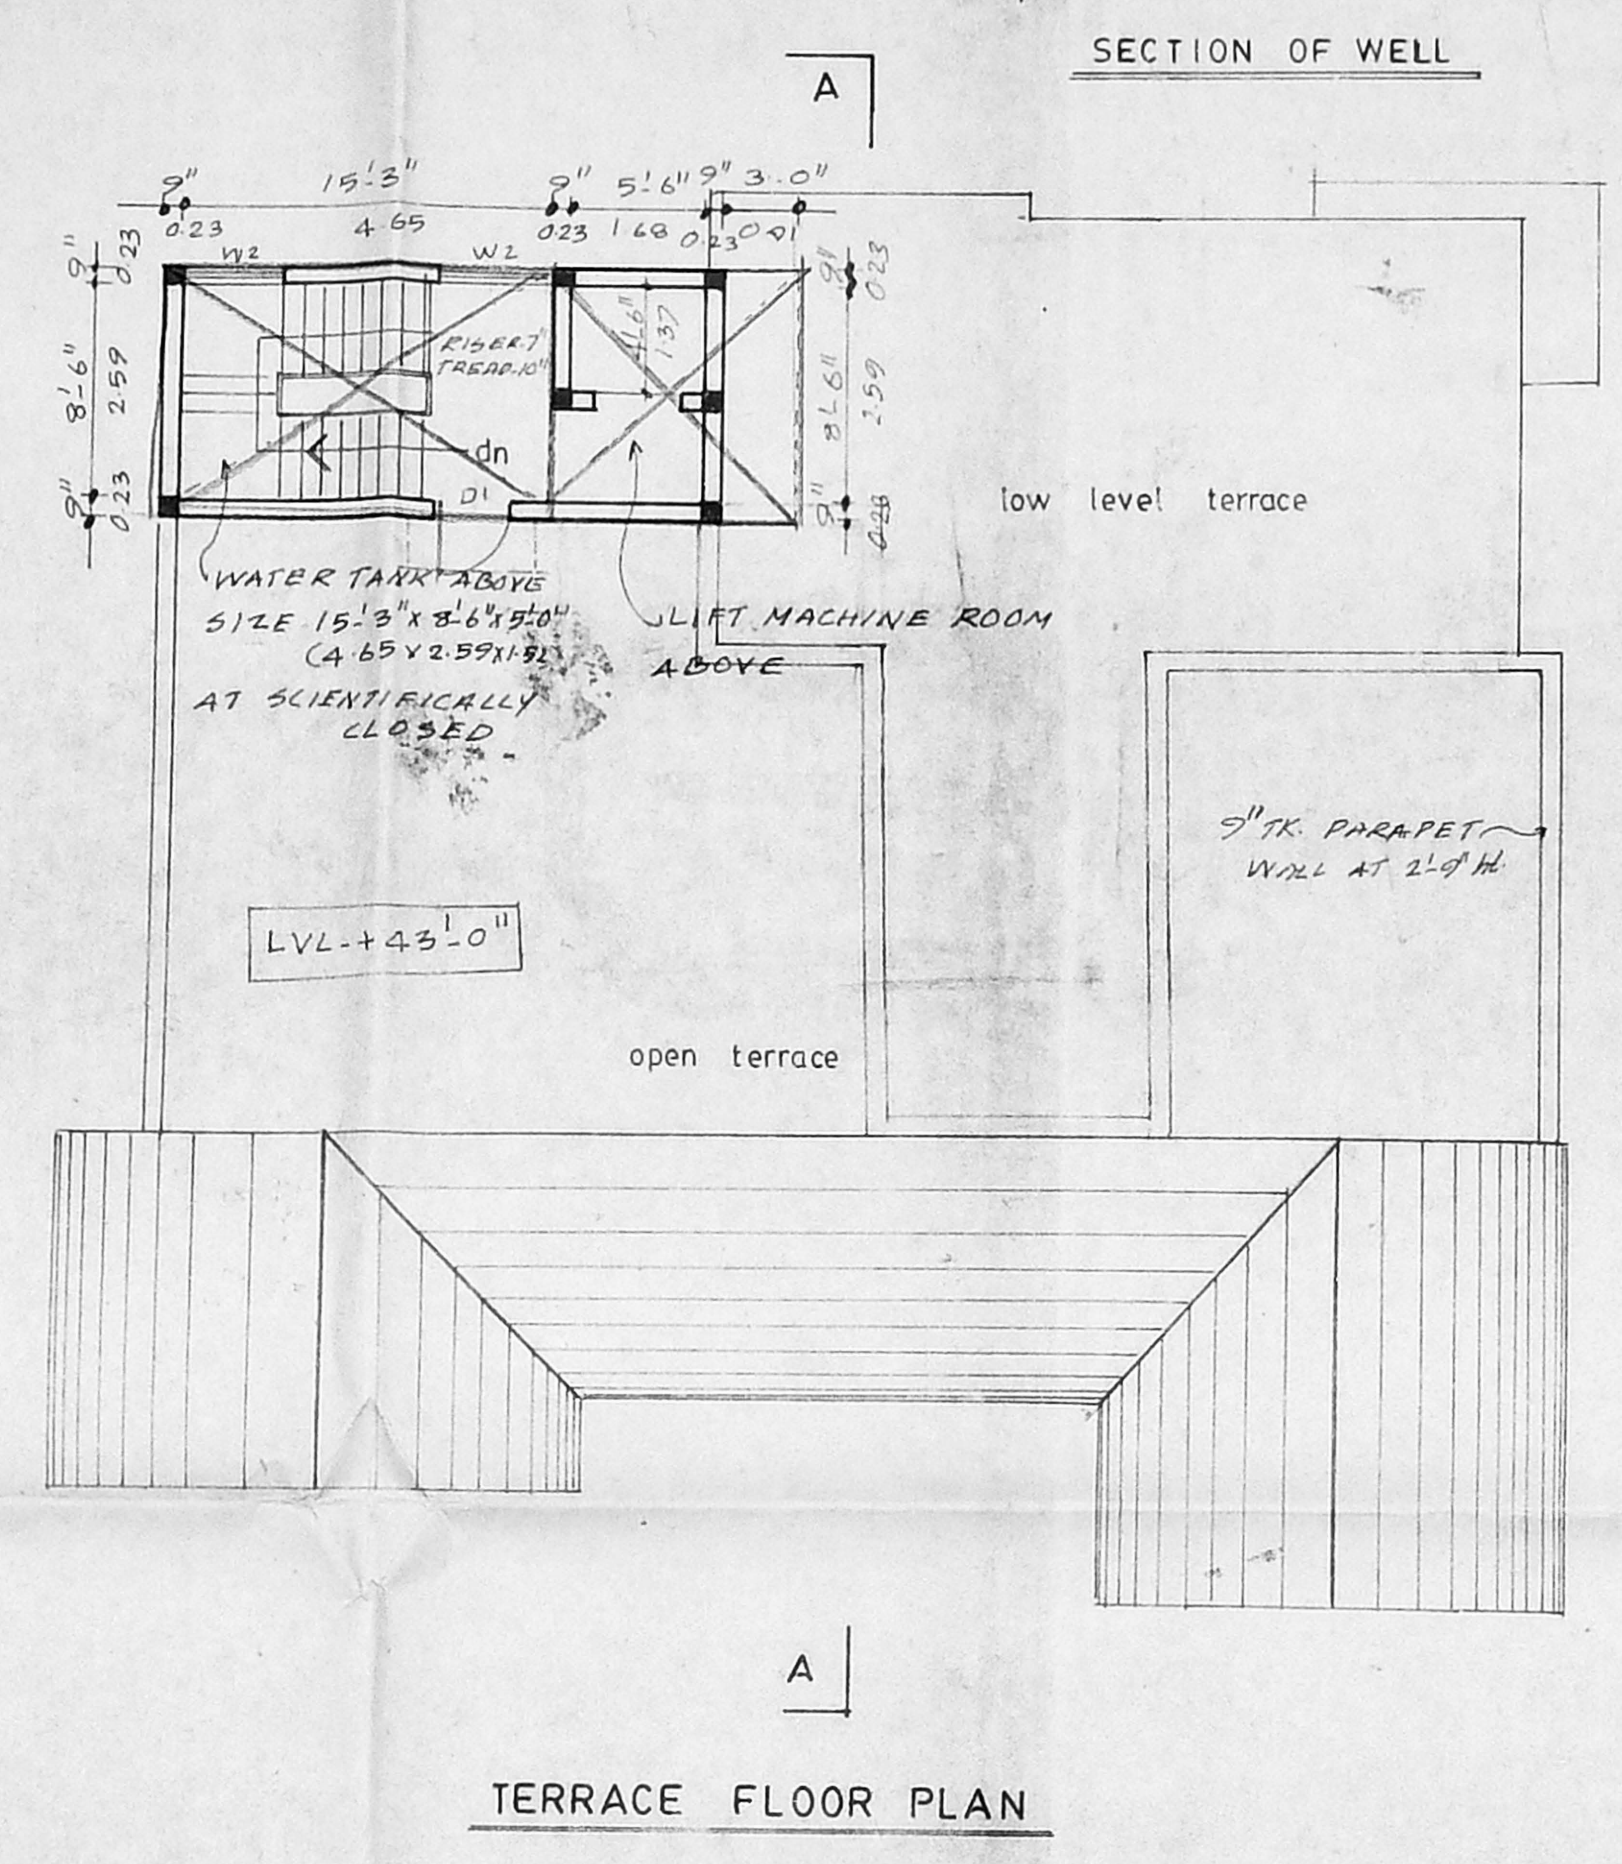 SECTION OF WELL
A
9" 15'-3" 9" 5'-6" 9" 3'-0"
0.23 4.65 0.23 1.68 0.23 0.91
W2 W2
9" 0.23
8'-6" 2.59
9" 0.23
9" 0.23
8'-6" 2.59
9" 0.23
RISER-7"
TREAD-10"
4'-6"
1.37
dn
D1
low level terrace
WATER TANK ABOVE
SIZE 15'-3" x 8'-6" x 5'-0"
(4.65 x 2.59 x 1.52
AT SCIENTIFICALLY
CLOSED
LIFT MACHINE ROOM
ABOVE
9" TK. PARAPET
WALL AT 2'-9" ht.
LVL-+43'-0"
open terrace
A
TERRACE FLOOR PLAN